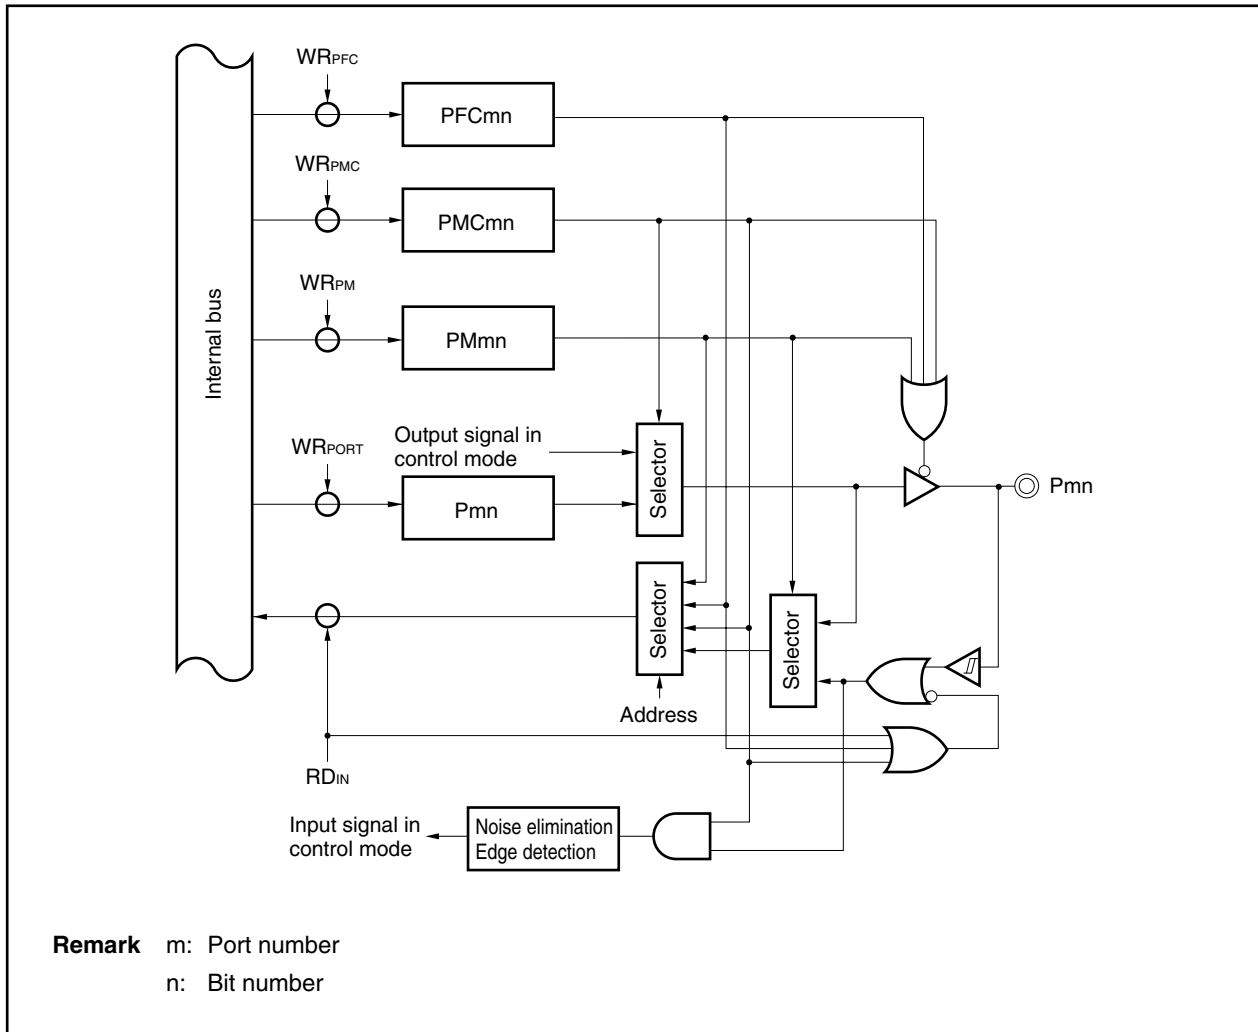 WRPFC
PFCmn
WRPMC
PMCmn
WRPM
PMmn
Internal bus
Output signal in
control mode
WRPORT
Pmn
Selector
Pmn
Selector
Selector
Address
RDIN
Input signal in
control mode
Noise elimination
Edge detection
Remark m: Port number
n: Bit number